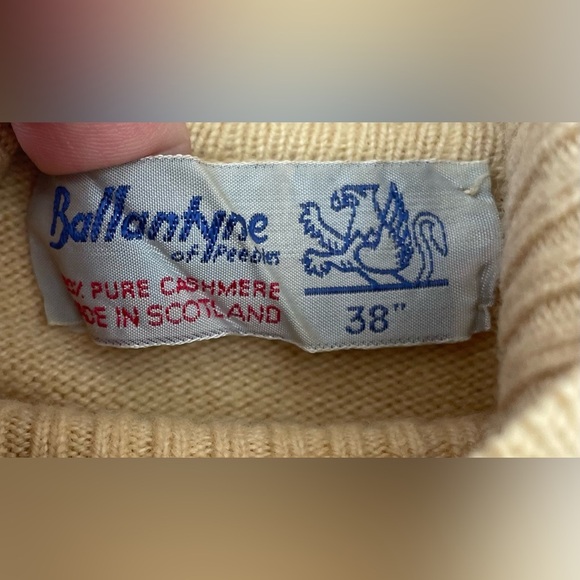 Ballantyne
of Peebles
PURE CASHMERE
IN SCOTLAND
38"